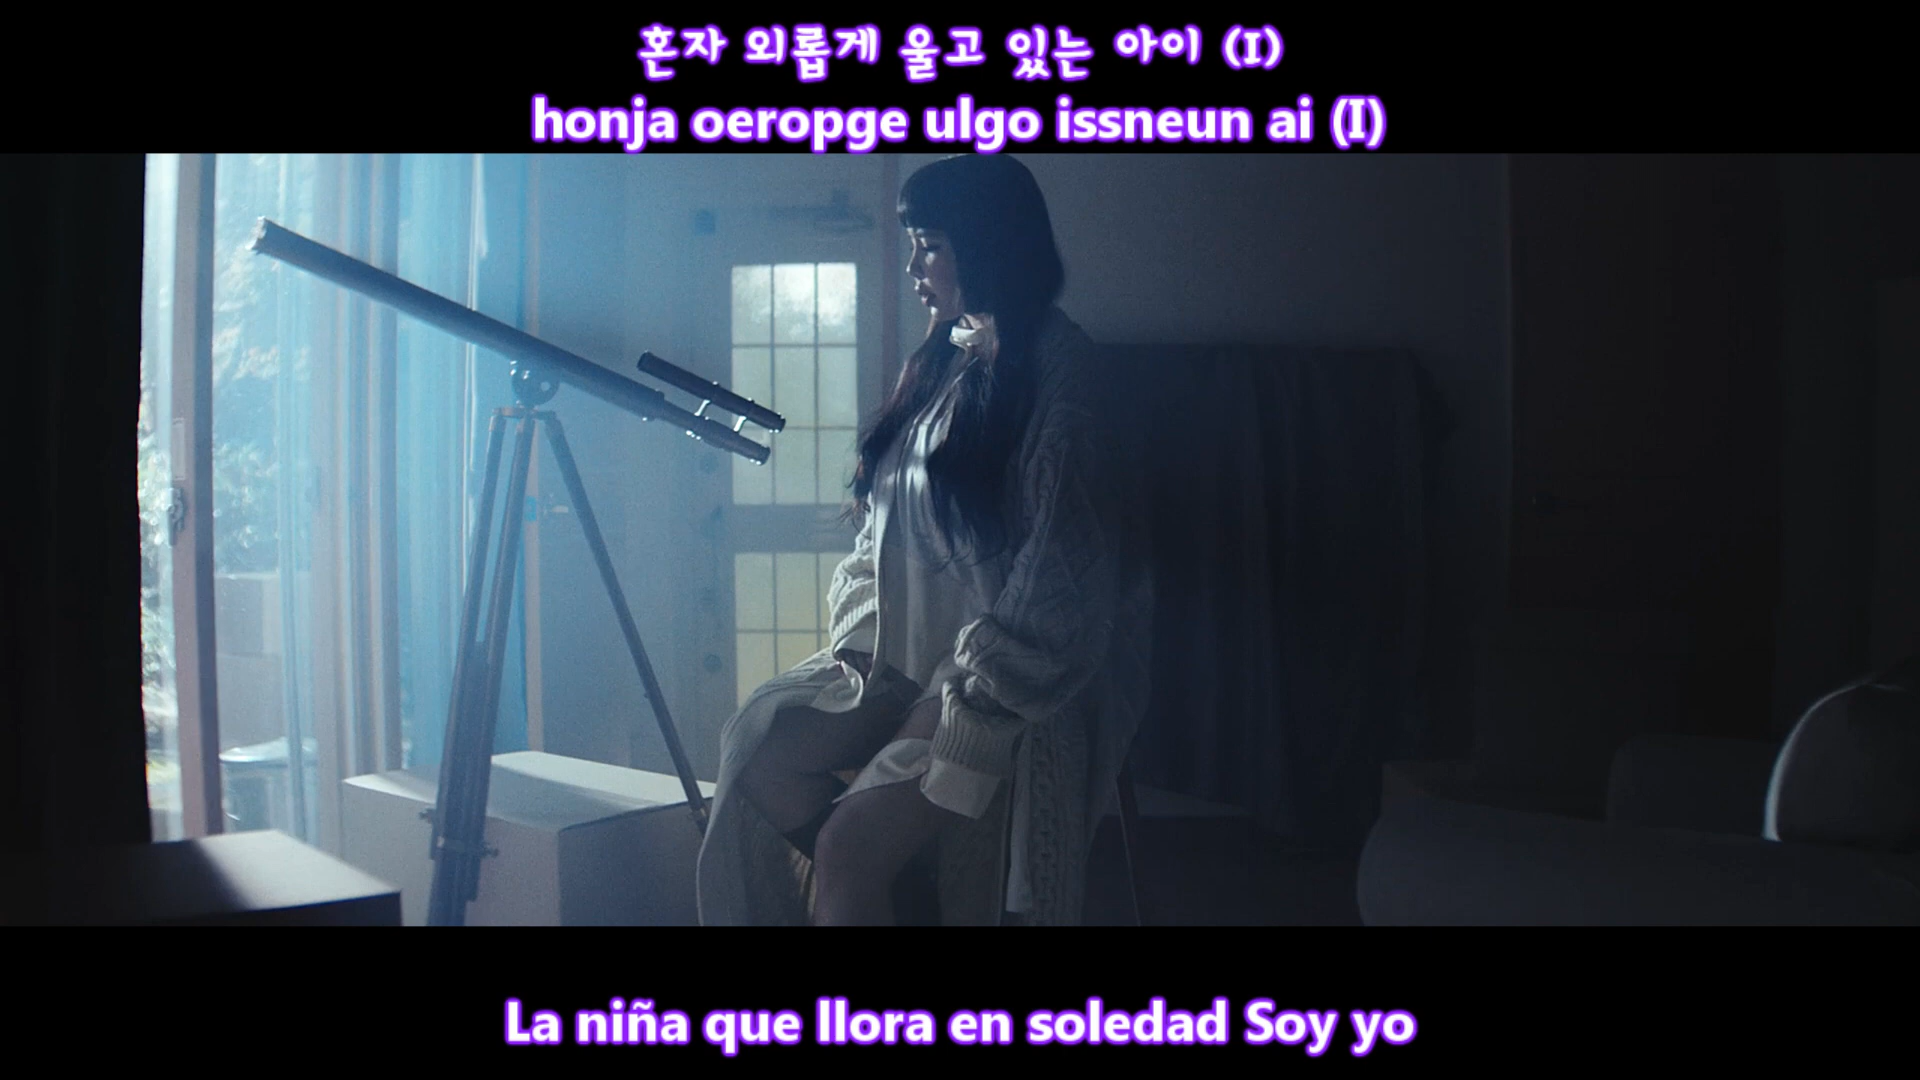 혼자 외롭게 울고 있는 아이 (I)
honja oeropge ulgo issneun ai (I)
La niña que llora en soledad Soy yo